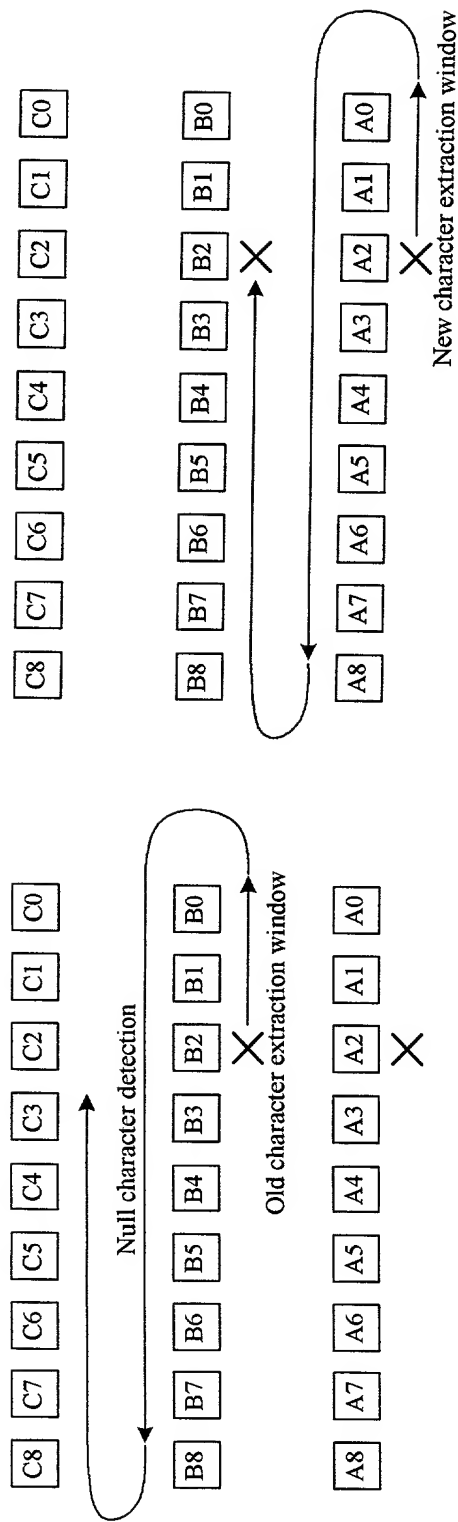 C8 C7 C6 C5 C4 C3 C2 C1 C0
Null character detection
B8 B7 B6 B5 B4 B3 B2 B1 B0
Old character extraction window
A8 A7 A6 A5 A4 A3 A2 A1 A0
C8 C7 C6 C5 C4 C3 C2 C1 C0
B8 B7 B6 B5 B4 B3 B2 B1 B0
A8 A7 A6 A5 A4 A3 A2 A1 A0
New character extraction window